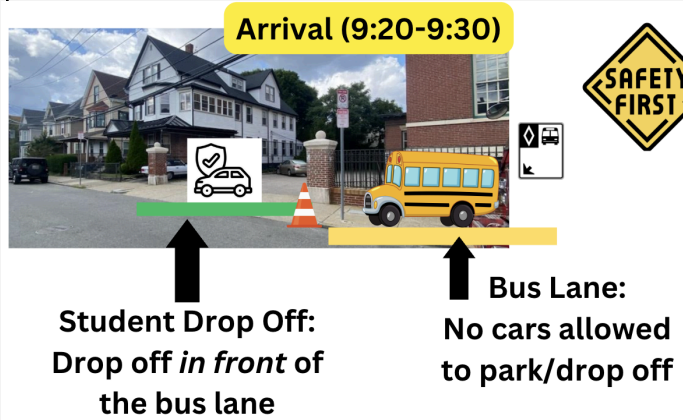 Arrival (9:20-9:30)
SAFETY
FIRST
Student Drop Off:
Drop off in front of
the bus lane
Bus Lane:
No cars allowed
to park/drop off